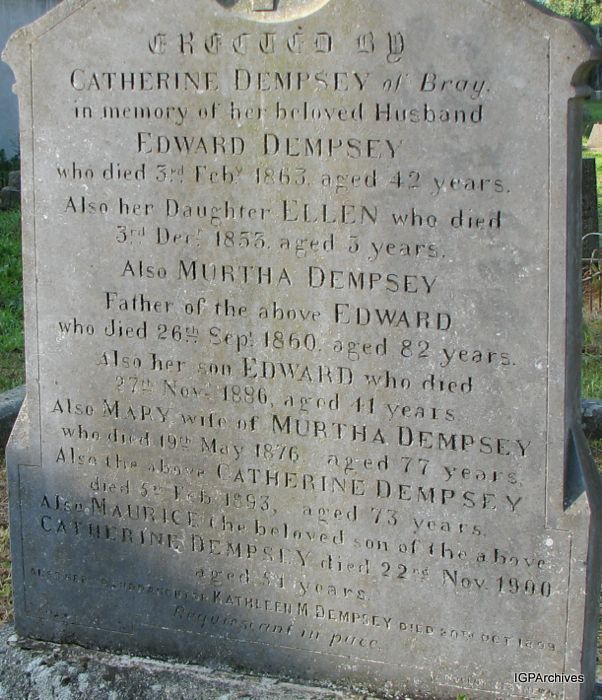 ERECTED BY
CATHERINE DEMPSEY of Bray.
in memory of her beloved Husband
EDWARD DEMPSEY
who died 3rd Feby. 1863, aged 42 years.
Also her Daughter ELLEN who died
3rd Decr. 1853, aged 3 years.
Also MURTHA DEMPSEY
Father of the above EDWARD
who died 26th Sept. 1860, aged 82 years.
Also her son EDWARD who died
27th Novr. 1886, aged 41 years
Also MARY wife of MURTHA DEMPSEY
who died 19th May 1876, aged 77 years,
Also the above CATHERINE DEMPSEY
died 5th Feb. 1893, aged 73 years.
Also MAURICE the beloved son of the above
CATHERINE DEMPSEY died 22nd Nov. 1900
aged 51 years.
KATHLEEN M. DEMPSEY DIED 20TH OCT 1899
Requiescant in pace.
IGPArchives